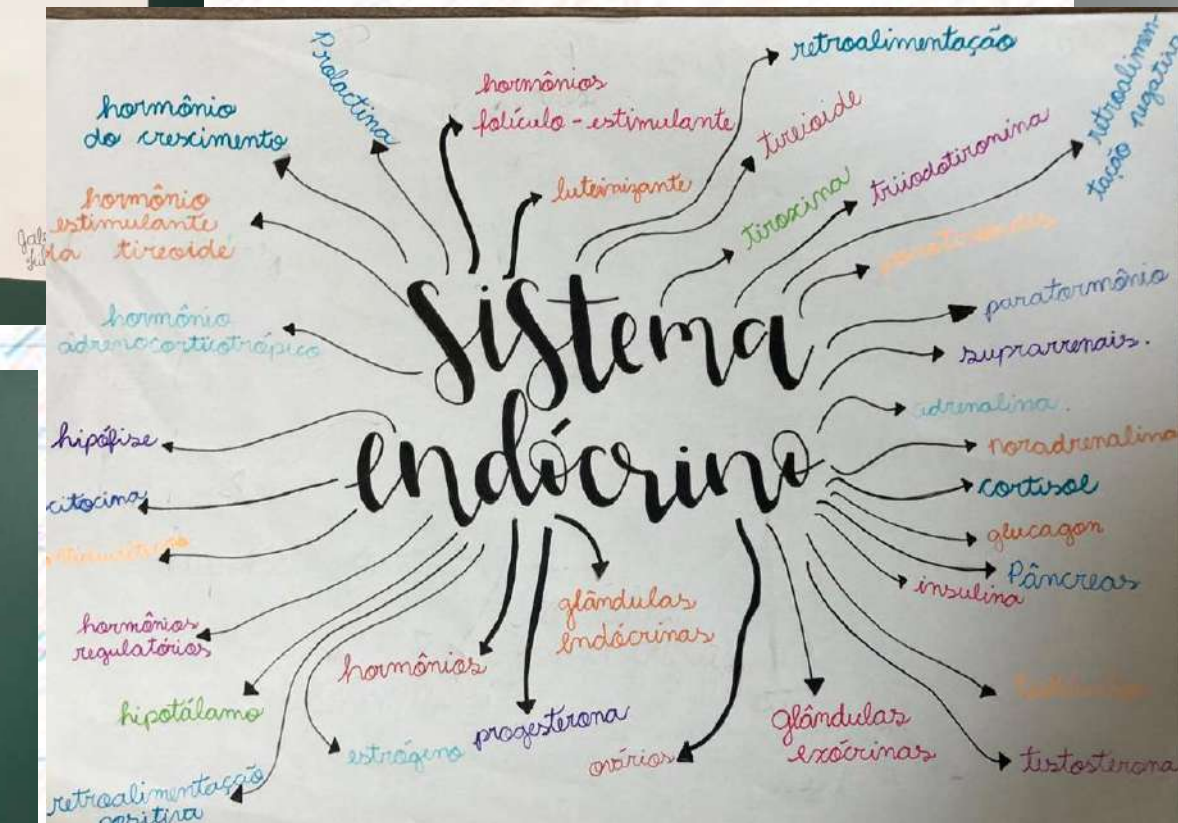 Prolactina
hormônios
folículo-estimulante
retroalimentação
retroalimen-
tação negativa
hormônio
do crescimento
tireioide
triiodotironina
luteinizante
tiroxina
hormônio
estimulante
da tireoide
paratormônio
hormônio
adrenocorticotrópico
suprarrenais.
sistema
endócrino
adrenalina.
hipófise
noradrenalina
cortisol
citocina
glucagon
Pâncreas
insulina
glândulas
endócrinas
hormônios
regulatórios
hormônios
hipotálamo
progesterona
glândulas
exócrinas
estrógeno
ovários
testosterona
retroalimentação
positiva